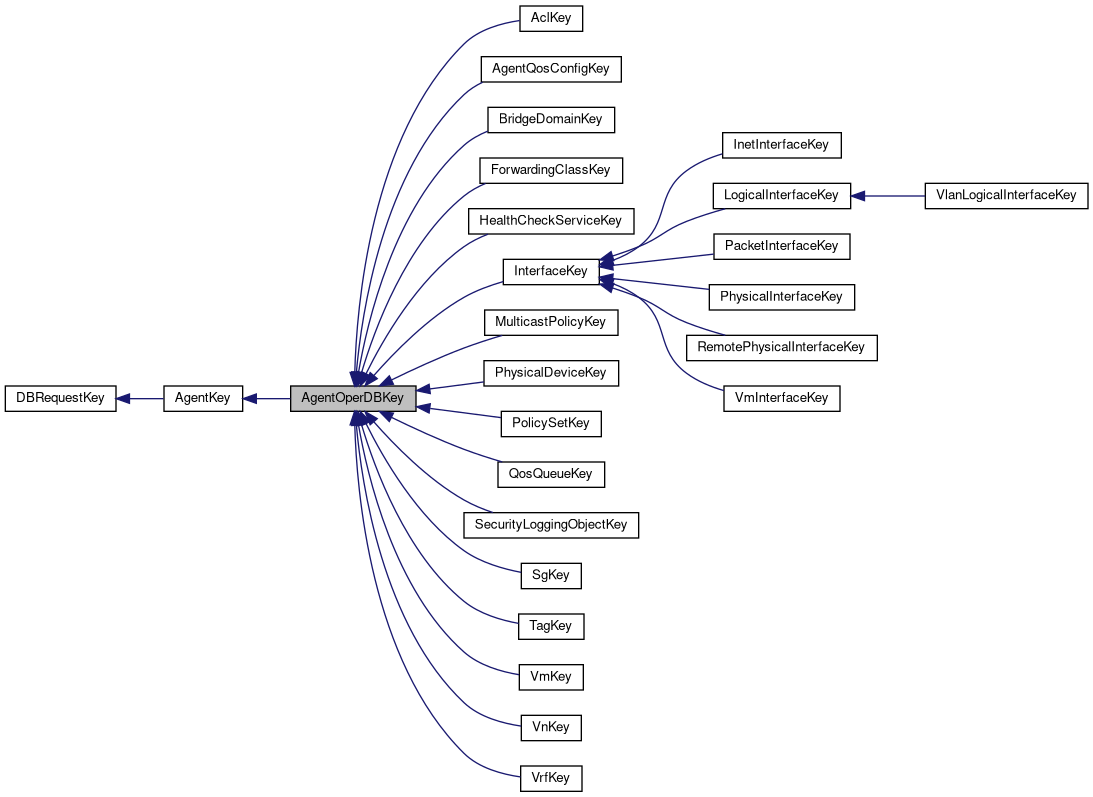 AclKey
AgentQosConfigKey
BridgeDomainKey
InetInterfaceKey
ForwardingClassKey
LogicalInterfaceKey
VlanLogicalInterfaceKey
HealthCheckServiceKey
PacketInterfaceKey
InterfaceKey
PhysicalInterfaceKey
MulticastPolicyKey
RemotePhysicalInterfaceKey
PhysicalDeviceKey
DBRequestKey
AgentKey
AgentOperDBKey
VmInterfaceKey
PolicySetKey
QosQueueKey
SecurityLoggingObjectKey
SgKey
TagKey
VmKey
VnKey
VrfKey